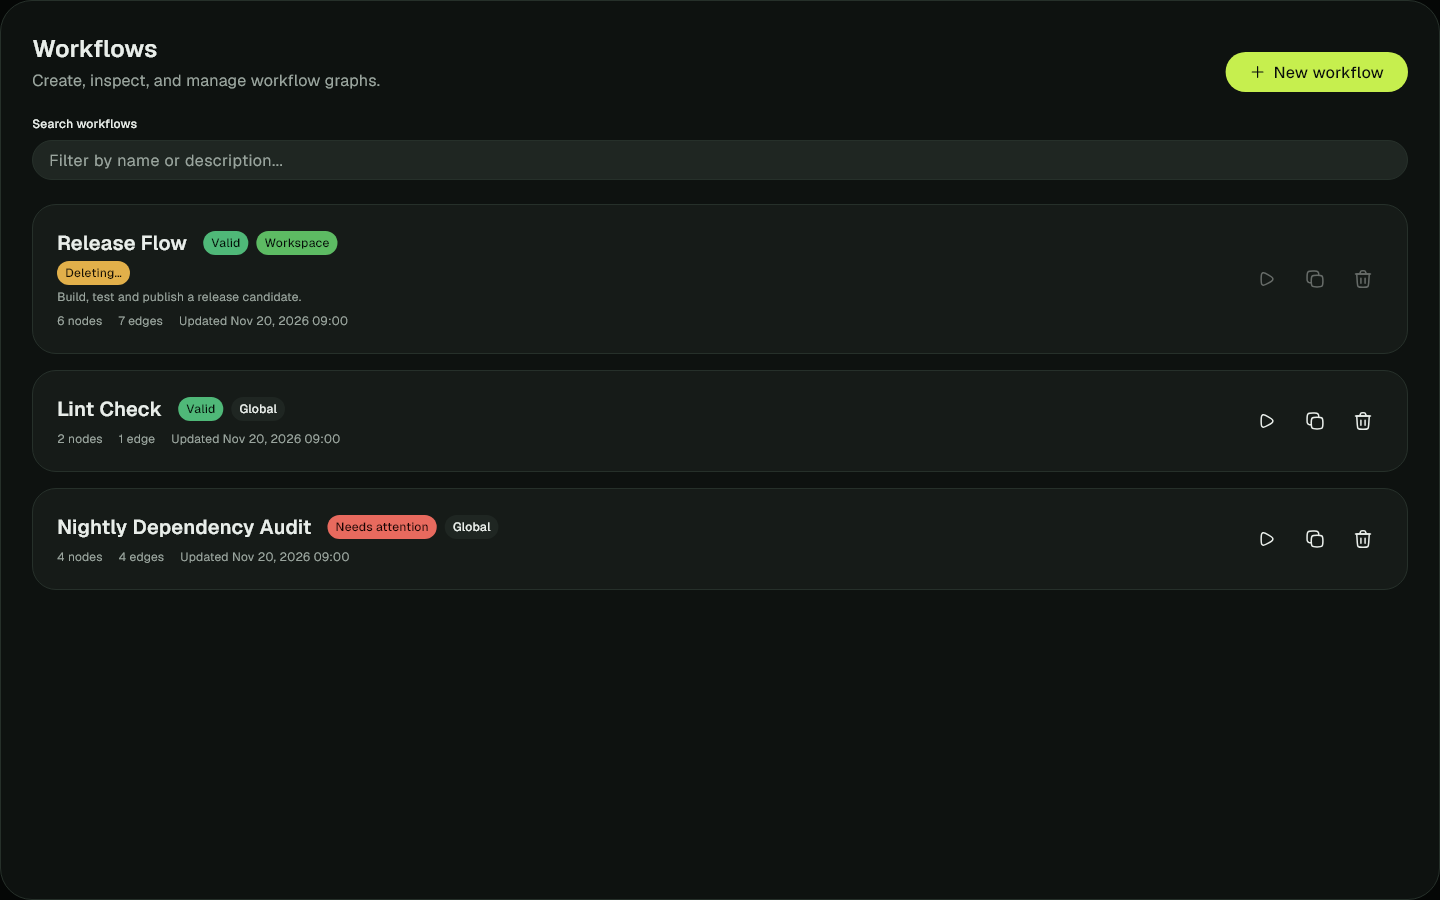 Workflows
Create, inspect, and manage workflow graphs.
New workflow
Search workflows
Filter by name or description...
Release Flow Valid Workspace
Deleting...
Build, test and publish a release candidate.
6 nodes 7 edges Updated Nov 20, 2026 09:00
Lint Check Valid Global
2 nodes 1 edge Updated Nov 20, 2026 09:00
Nightly Dependency Audit Needs attention Global
4 nodes 4 edges Updated Nov 20, 2026 09:00